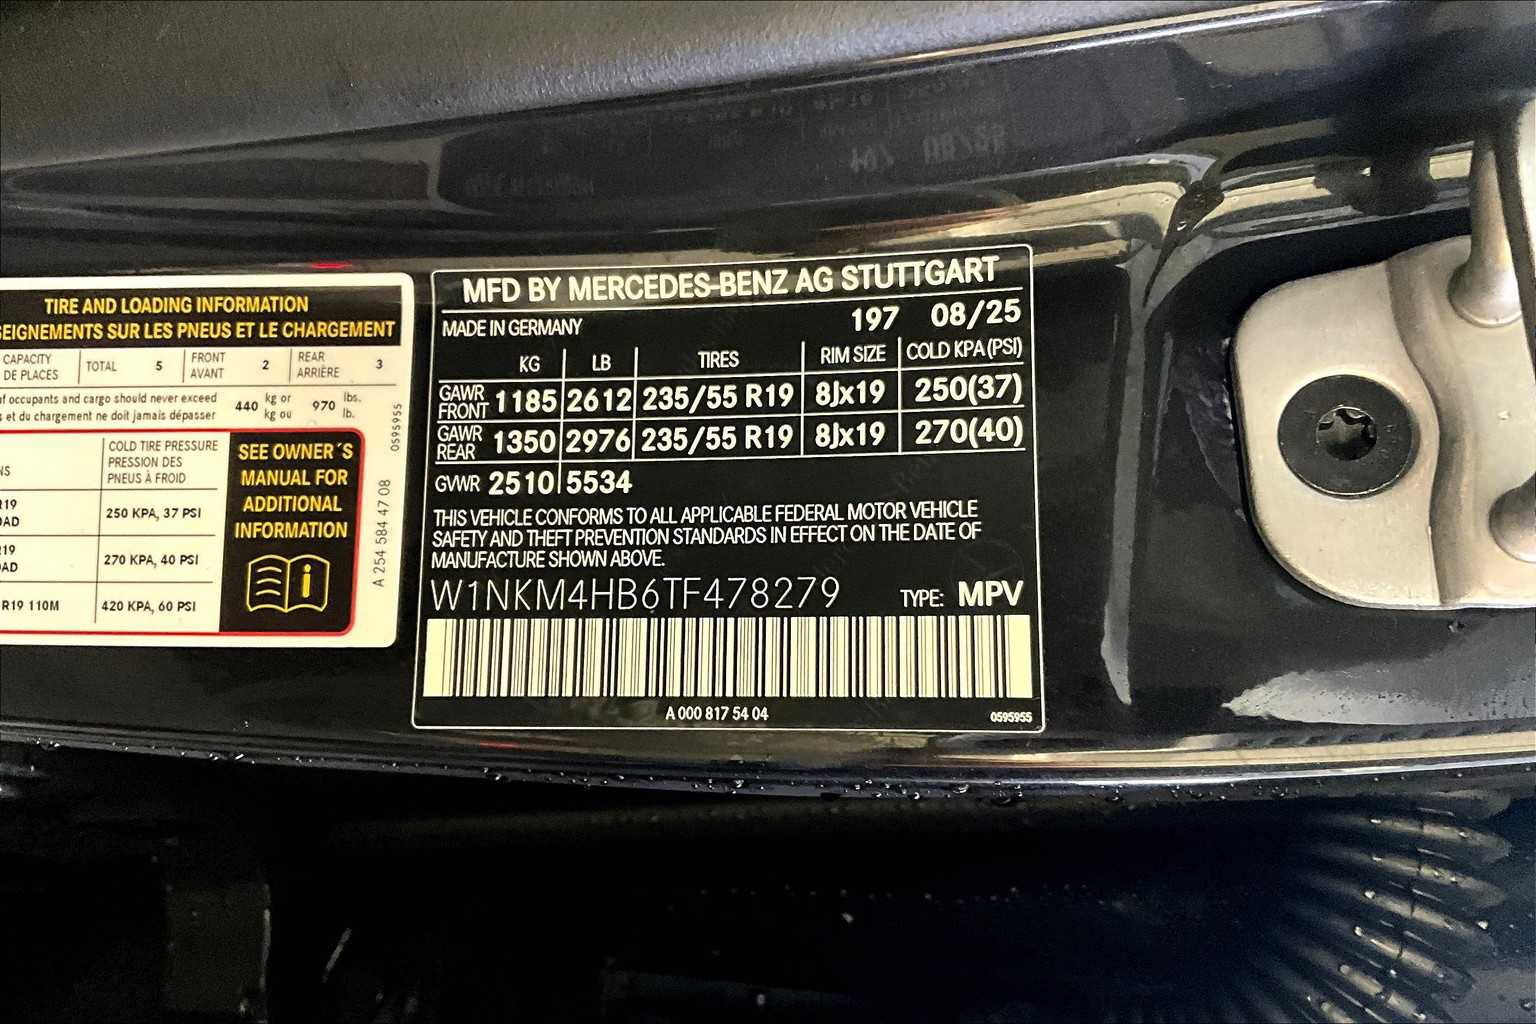 TIRE AND LOADING INFORMATION
SEIGNEMENTS SUR LES PNEUS ET LE CHARGEMENT
CAPACITY
DE PLACES
TOTAL 5
FRONT
AVANT 2
REAR
ARRIÈRE 3
of occupants and cargo should never exceed
s et du chargement ne doit jamais dépasser
440 kg or
kg ou
970 lbs.
lb.
COLD TIRE PRESSURE
PRESSION DES
PNEUS À FROID
NS
R19
OAD
250 KPA, 37 PSI
R19
OAD
270 KPA, 40 PSI
R19 110M
420 KPA, 60 PSI
SEE OWNER´S
MANUAL FOR
ADDITIONAL
INFORMATION
A 254 584 47 08
0595955
MFD BY MERCEDES-BENZ AG STUTTGART
MADE IN GERMANY 197 08/25
KG LB TIRES RIM SIZE COLD KPA(PSI)
GAWR
FRONT 1185 2612 235/55 R19 8Jx19 250(37)
GAWR
REAR 1350 2976 235/55 R19 8Jx19 270(40)
GVWR 2510 5534
THIS VEHICLE CONFORMS TO ALL APPLICABLE FEDERAL MOTOR VEHICLE
SAFETY AND THEFT PREVENTION STANDARDS IN EFFECT ON THE DATE OF
MANUFACTURE SHOWN ABOVE.
W1NKM4HB6TF478279 TYPE: MPV
A 000 817 54 04 0595955